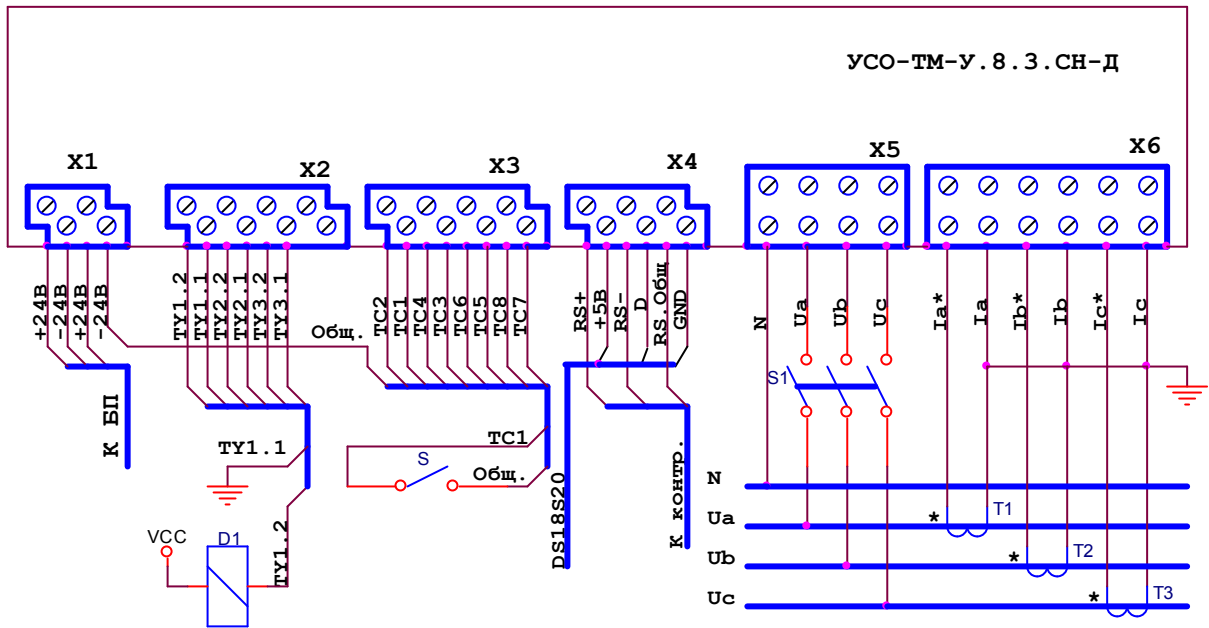 УСО-ТМ-У.8.3.СН-Д
X1
X2
X3
X4
X5
X6
+24В
-24В
+24В
-24В
ТУ1.2
ТУ1.1
ТУ2.2
ТУ2.1
ТУ3.2
ТУ3.1
Общ.
ТС2
ТС1
ТС4
ТС3
ТС6
ТС5
ТС8
ТС7
RS+
+5В
RS-
D
RS.Общ
GND
N
Ua
Ub
Uc
Ia*
Ia
Ib*
Ib
Ic*
Ic
S1
К БП
ТУ1.1
ТС1
S
Общ.
DS18S20
К контр.
N
Ua
* T1
Ub
* T2
Uc
* T3
VCC
D1
ТУ1.2